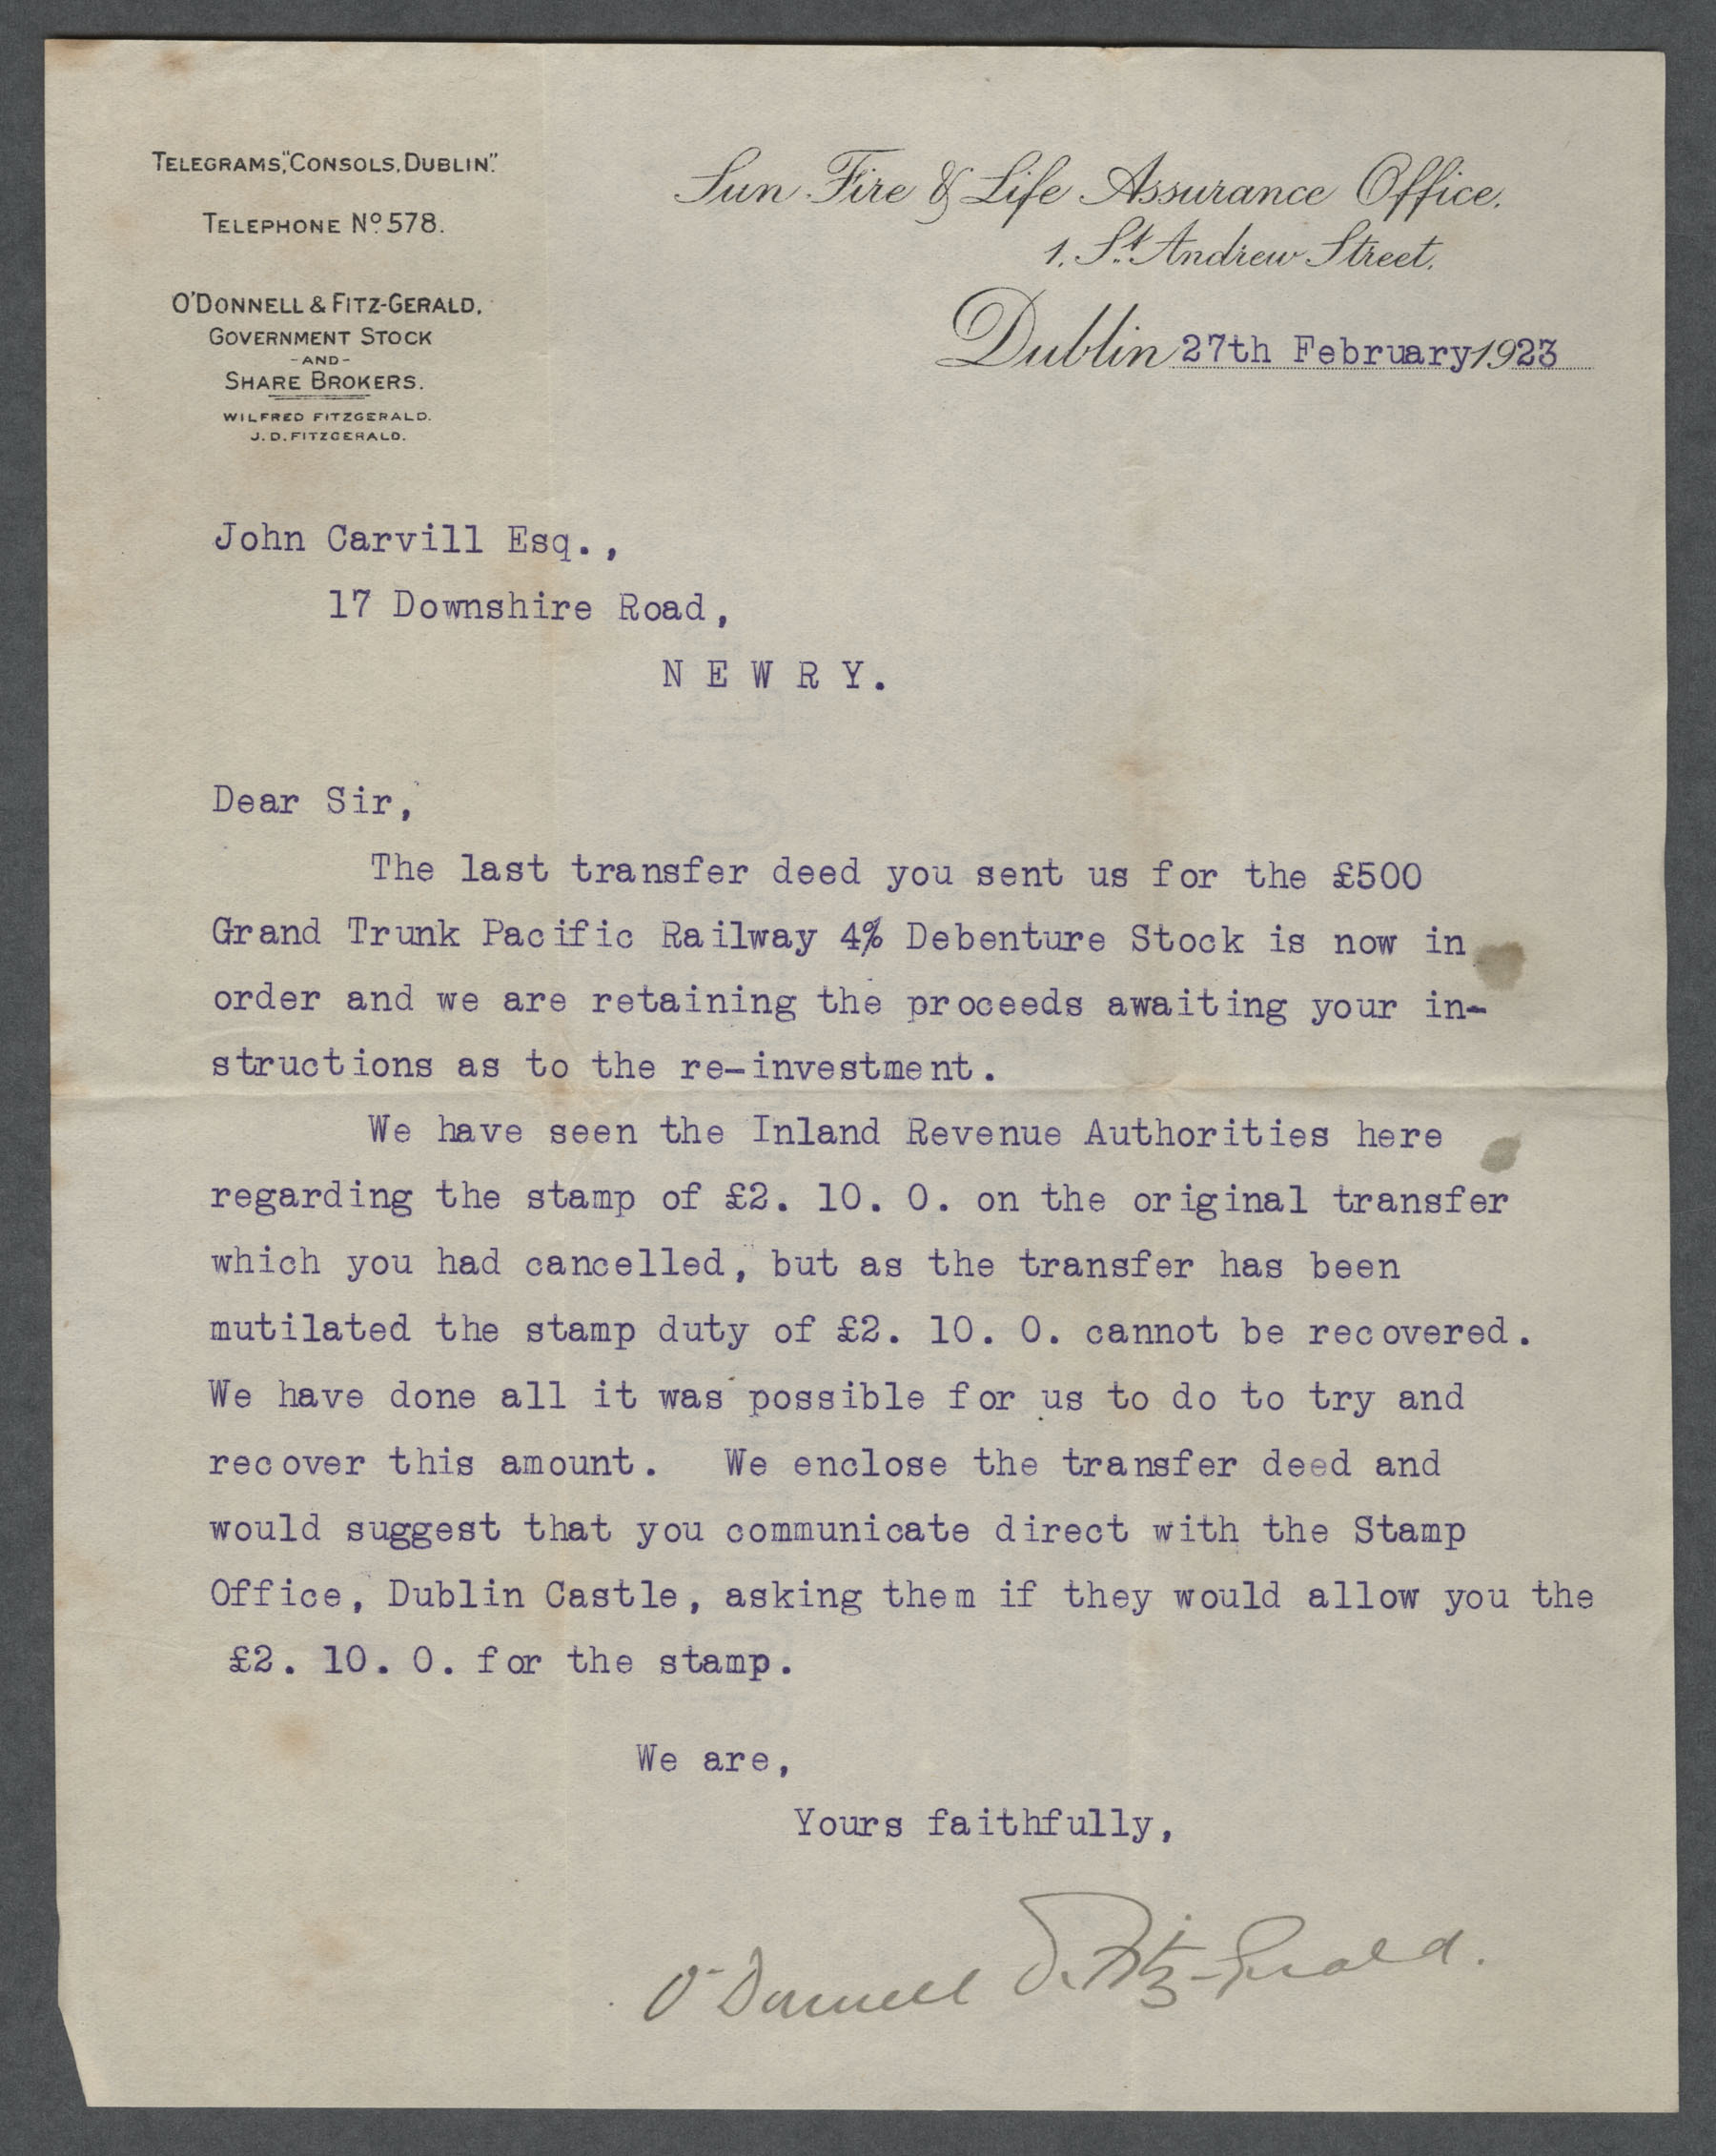 TELEGRAMS, "CONSOLS, DUBLIN."
TELEPHONE No. 578.
O'DONNELL & FITZ-GERALD,
GOVERNMENT STOCK
-AND-
SHARE BROKERS.
WILFRED FITZGERALD.
J. D. FITZGERALD.
Sun Fire & Life Assurance Office,
1, St. Andrew Street,
Dublin 27th February 1923
John Carvill Esq.,
17 Downshire Road,
N E W R Y.
Dear Sir,
The last transfer deed you sent us for the £500
Grand Trunk Pacific Railway 4% Debenture Stock is now in
order and we are retaining the proceeds awaiting your in-
structions as to the re-investment.
We have seen the Inland Revenue Authorities here
regarding the stamp of £2. 10. 0. on the original transfer
which you had cancelled, but as the transfer has been
mutilated the stamp duty of £2. 10. 0. cannot be recovered.
We have done all it was possible for us to do to try and
recover this amount. We enclose the transfer deed and
would suggest that you communicate direct with the Stamp
Office, Dublin Castle, asking them if they would allow you the
£2. 10. 0. for the stamp.
We are,
Yours faithfully,
O'Donnell & Fitz-Gerald.